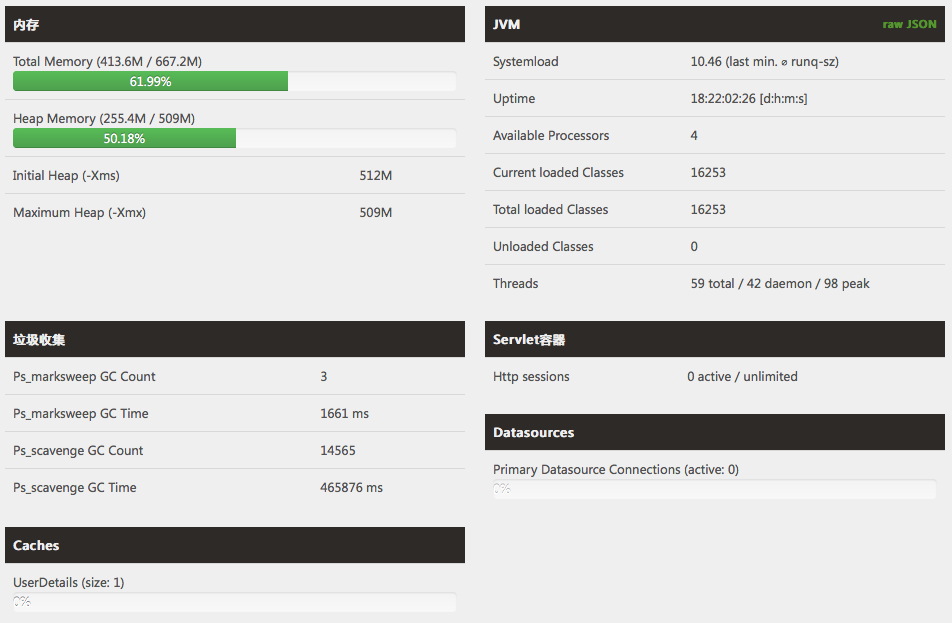 内存
Total Memory (413.6M / 667.2M)
61.99%
Heap Memory (255.4M / 509M)
50.18%
Initial Heap (-Xms) 512M
Maximum Heap (-Xmx) 509M
JVM raw JSON
Systemload 10.46 (last min. ⌀ runq-sz)
Uptime 18:22:02:26 [d:h:m:s]
Available Processors 4
Current loaded Classes 16253
Total loaded Classes 16253
Unloaded Classes 0
Threads 59 total / 42 daemon / 98 peak
垃圾收集
Ps_marksweep GC Count 3
Ps_marksweep GC Time 1661 ms
Ps_scavenge GC Count 14565
Ps_scavenge GC Time 465876 ms
Servlet容器
Http sessions 0 active / unlimited
Datasources
Primary Datasource Connections (active: 0)
0%
Caches
UserDetails (size: 1)
0%